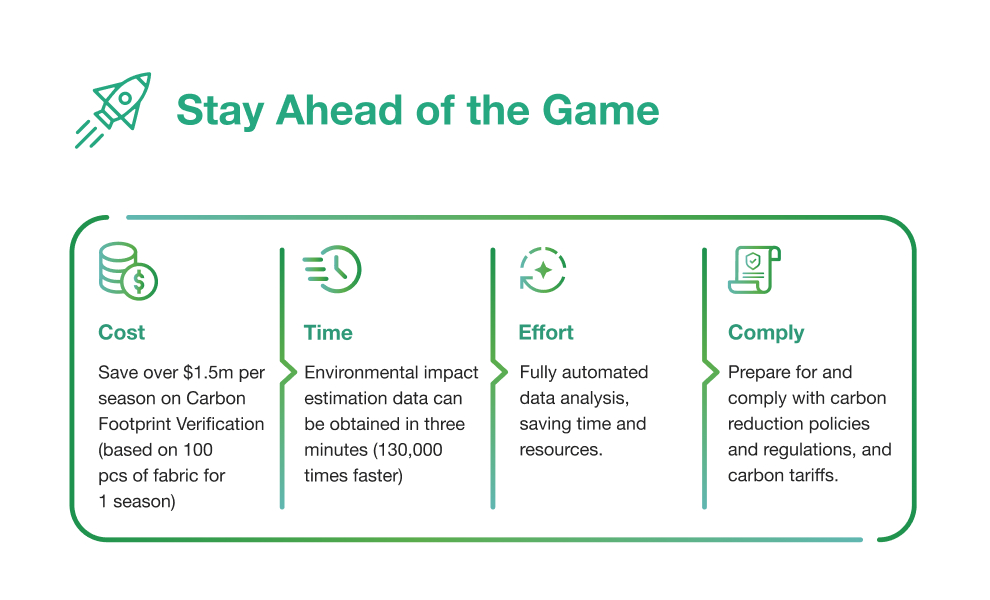 Stay Ahead of the Game
Cost
Save over $1.5m per
season on Carbon
Footprint Verification
(based on 100
pcs of fabric for
1 season)
Time
Environmental impact
estimation data can
be obtained in three
minutes (130,000
times faster)
Effort
Fully automated
data analysis,
saving time and
resources.
Comply
Prepare for and
comply with carbon
reduction policies
and regulations, and
carbon tariffs.